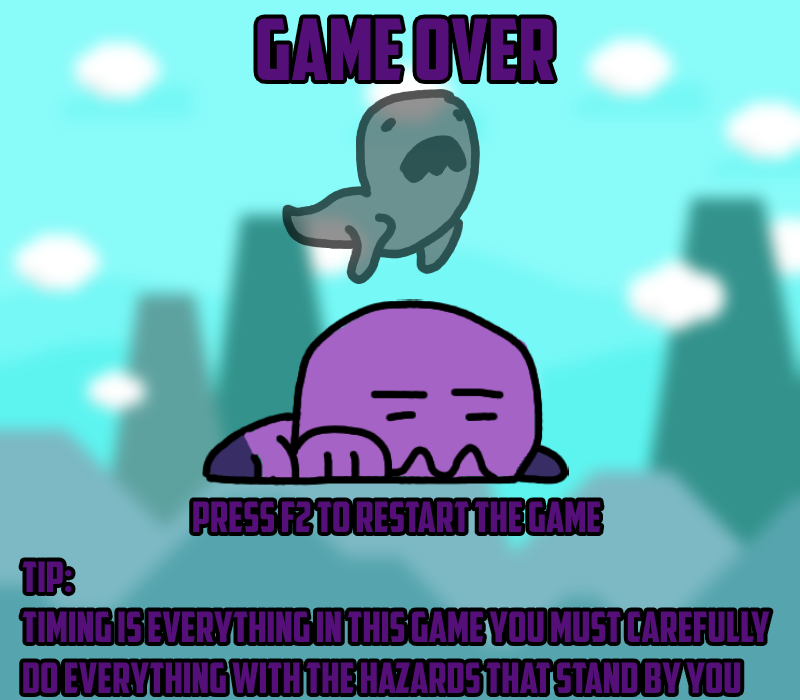 GAME OVER
PRESS F2 TO RESTART THE GAME
TIP:
TIMING IS EVERYTHING IN THIS GAME YOU MUST CAREFULLY
DO EVERYTHING WITH THE HAZARDS THAT STAND BY YOU